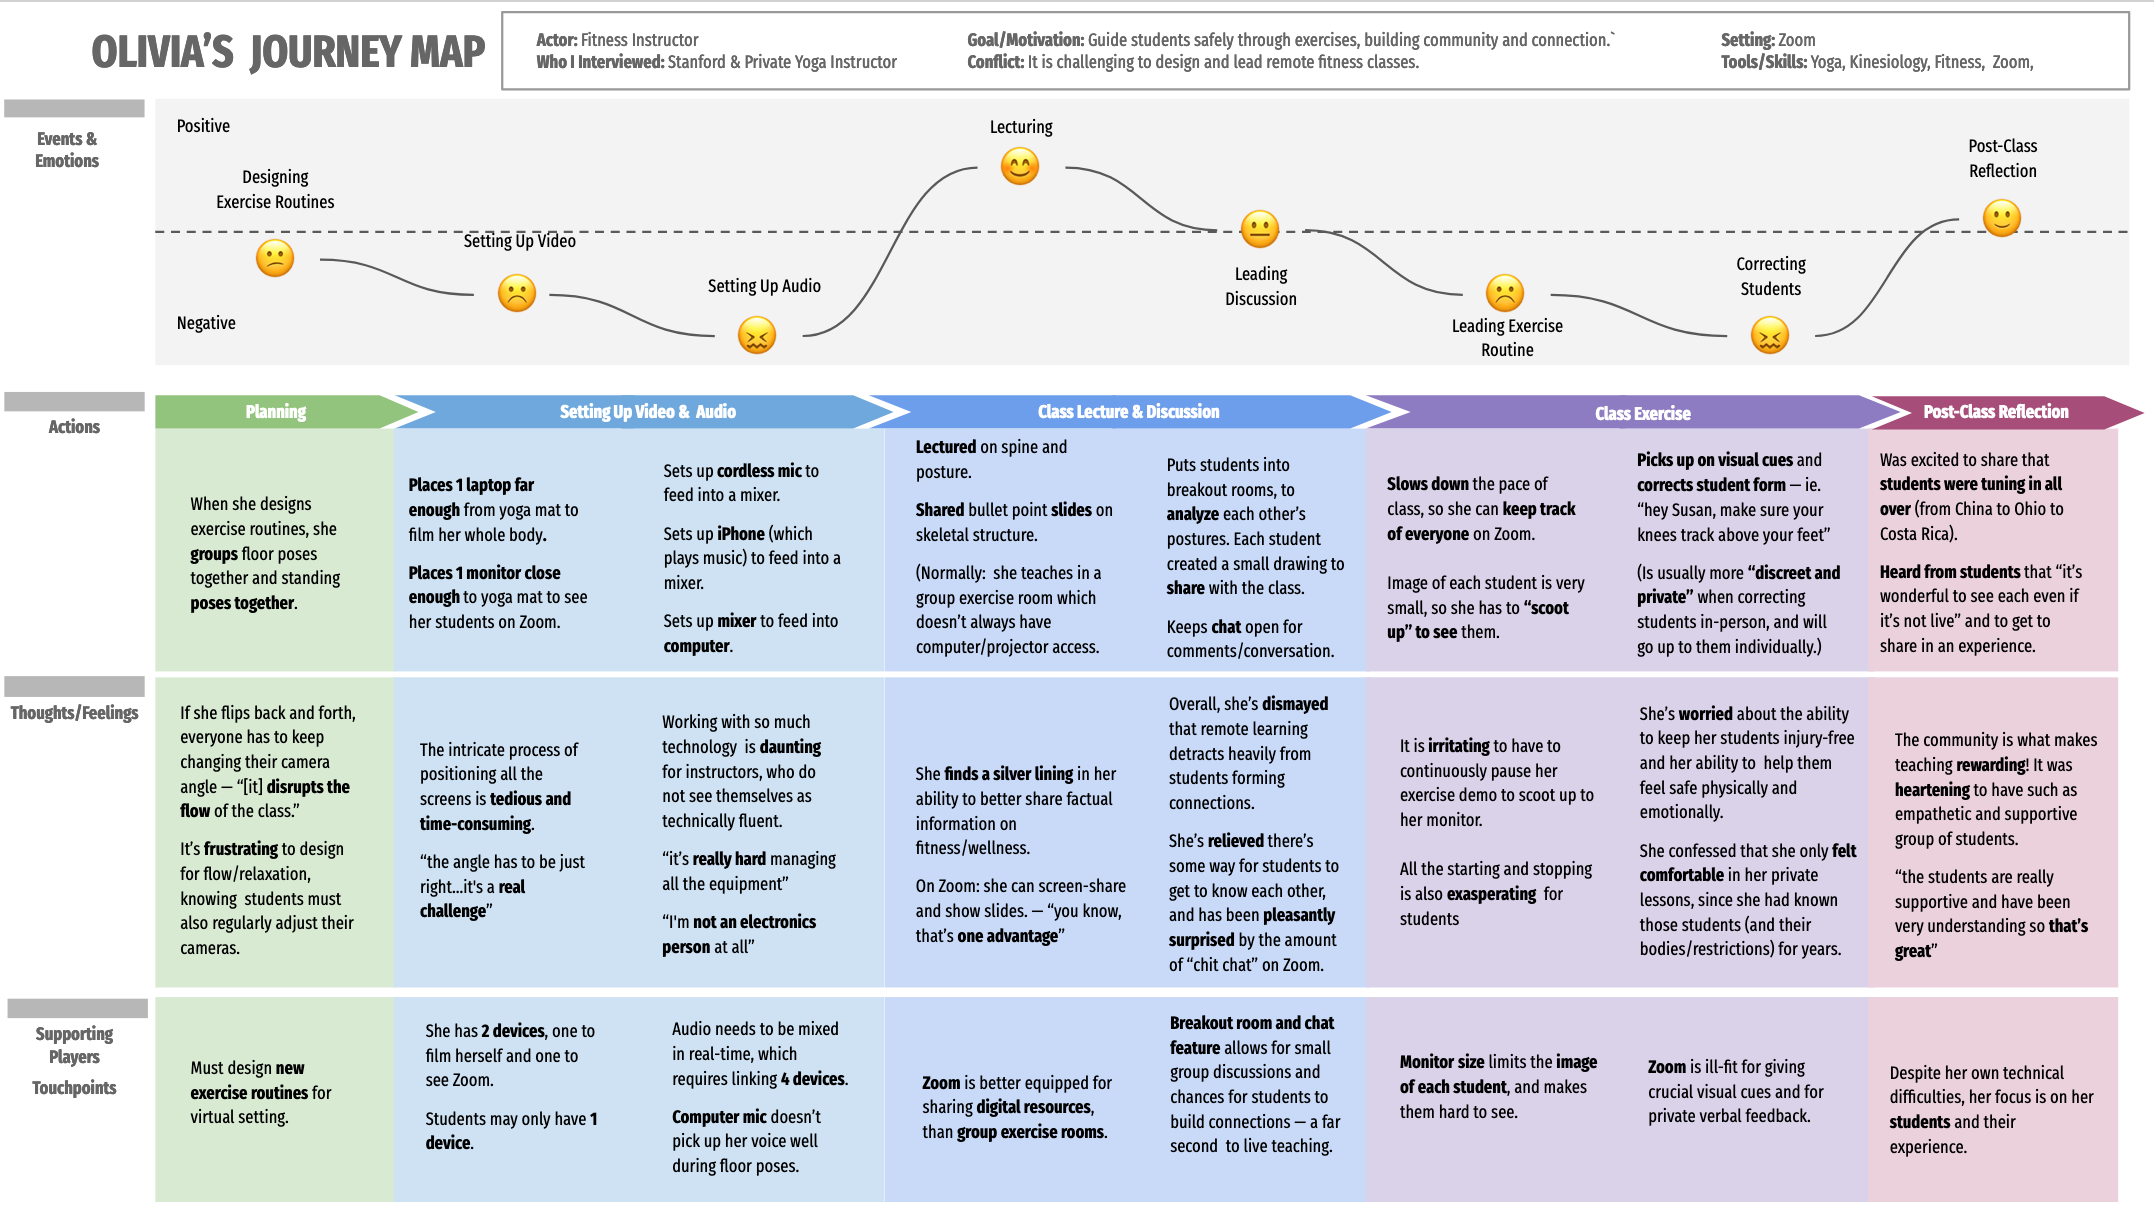 OLIVIA’S JOURNEY MAP
Actor: Fitness Instructor
Who I Interviewed: Stanford & Private Yoga Instructor
Goal/Motivation: Guide students safely through exercises, building community and connection.`
Conflict: It is challenging to design and lead remote fitness classes.
Setting: Zoom
Tools/Skills: Yoga, Kinesiology, Fitness, Zoom,
Events &
Emotions
Positive
Negative
Designing
Exercise Routines
Setting Up Video
Setting Up Audio
Lecturing
Leading
Discussion
Leading Exercise
Routine
Correcting
Students
Post-Class
Reflection
Actions
Planning
Setting Up Video & Audio
Class Lecture & Discussion
Class Exercise
Post-Class Reflection
When she designs
exercise routines, she
groups floor poses
together and standing
poses together.
Places 1 laptop far
enough from yoga mat to
film her whole body.
Places 1 monitor close
enough to yoga mat to see
her students on Zoom.
Sets up cordless mic to
feed into a mixer.
Sets up iPhone (which
plays music) to feed into a
mixer.
Sets up mixer to feed into
computer.
Lectured on spine and
posture.
Shared bullet point slides on
skeletal structure.
(Normally: she teaches in a
group exercise room which
doesn’t always have
computer/projector access.
Puts students into
breakout rooms, to
analyze each other’s
postures. Each student
created a small drawing to
share with the class.
Keeps chat open for
comments/conversation.
Slows down the pace of
class, so she can keep track
of everyone on Zoom.
Image of each student is very
small, so she has to “scoot
up” to see them.
Picks up on visual cues and
corrects student form — ie.
“hey Susan, make sure your
knees track above your feet”
(Is usually more “discreet and
private” when correcting
students in-person, and will
go up to them individually.)
Was excited to share that
students were tuning in all
over (from China to Ohio to
Costa Rica).
Heard from students that “it’s
wonderful to see each even if
it’s not live” and to get to
share in an experience.
Thoughts/Feelings
If she flips back and forth,
everyone has to keep
changing their camera
angle — “[it] disrupts the
flow of the class.”
It’s frustrating to design
for flow/relaxation,
knowing students must
also regularly adjust their
cameras.
The intricate process of
positioning all the
screens is tedious and
time-consuming.
“the angle has to be just
right...it's a real
challenge”
Working with so much
technology is daunting
for instructors, who do
not see themselves as
technically fluent.
“it’s really hard managing
all the equipment”
“I'm not an electronics
person at all”
She finds a silver lining in her
ability to better share factual
information on
fitness/wellness.
On Zoom: she can screen-share
and show slides. — “you know,
that’s one advantage”
Overall, she’s dismayed
that remote learning
detracts heavily from
students forming
connections.
She’s relieved there’s
some way for students to
get to know each other,
and has been pleasantly
surprised by the amount
of “chit chat” on Zoom.
It is irritating to have to
continuously pause her
exercise demo to scoot up to
her monitor.
All the starting and stopping
is also exasperating for
students
She’s worried about the ability
to keep her students injury-free
and her ability to help them
feel safe physically and
emotionally.
She confessed that she only felt
comfortable in her private
lessons, since she had known
those students (and their
bodies/restrictions) for years.
The community is what makes
teaching rewarding! It was
heartening to have such as
empathetic and supportive
group of students.
“the students are really
supportive and have been
very understanding so that’s
great”
Supporting
Players
Touchpoints
Must design new
exercise routines for
virtual setting.
She has 2 devices, one to
film herself and one to
see Zoom.
Students may only have 1
device.
Audio needs to be mixed
in real-time, which
requires linking 4 devices.
Computer mic doesn’t
pick up her voice well
during floor poses.
Zoom is better equipped for
sharing digital resources,
than group exercise rooms.
Breakout room and chat
feature allows for small
group discussions and
chances for students to
build connections — a far
second to live teaching.
Monitor size limits the image
of each student, and makes
them hard to see.
Zoom is ill-fit for giving
crucial visual cues and for
private verbal feedback.
Despite her own technical
difficulties, her focus is on her
students and their
experience.